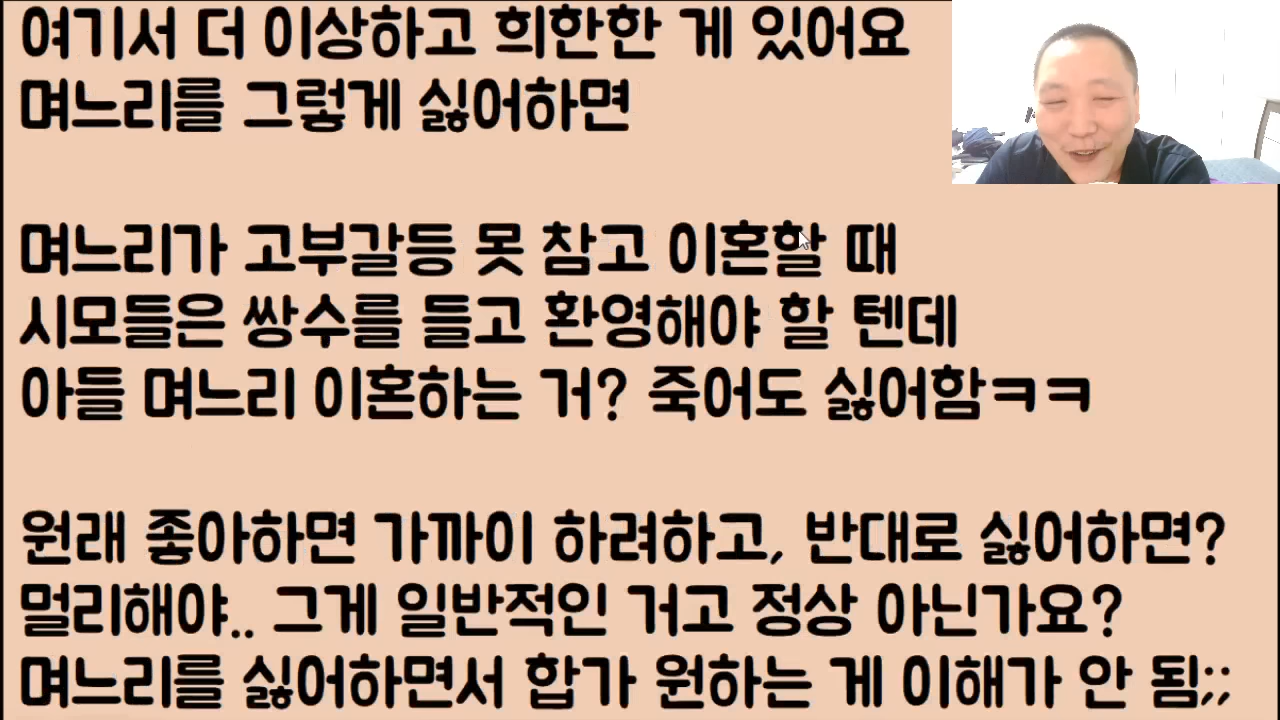 여기서 더 이상하고 희한한 게 있어요
며느리를 그렇게 싫어하면
며느리가 고부갈등 못 참고 이혼할 때
시모들은 쌍수를 들고 환영해야 할 텐데
아들 며느리 이혼하는 거? 죽어도 싫어함ㅋㅋ
원래 좋아하면 가까이 하려하고, 반대로 싫어하면?
멀리해야.. 그게 일반적인 거고 정상 아닌가요?
며느리를 싫어하면서 합가 원하는 게 이해가 안 됨;;